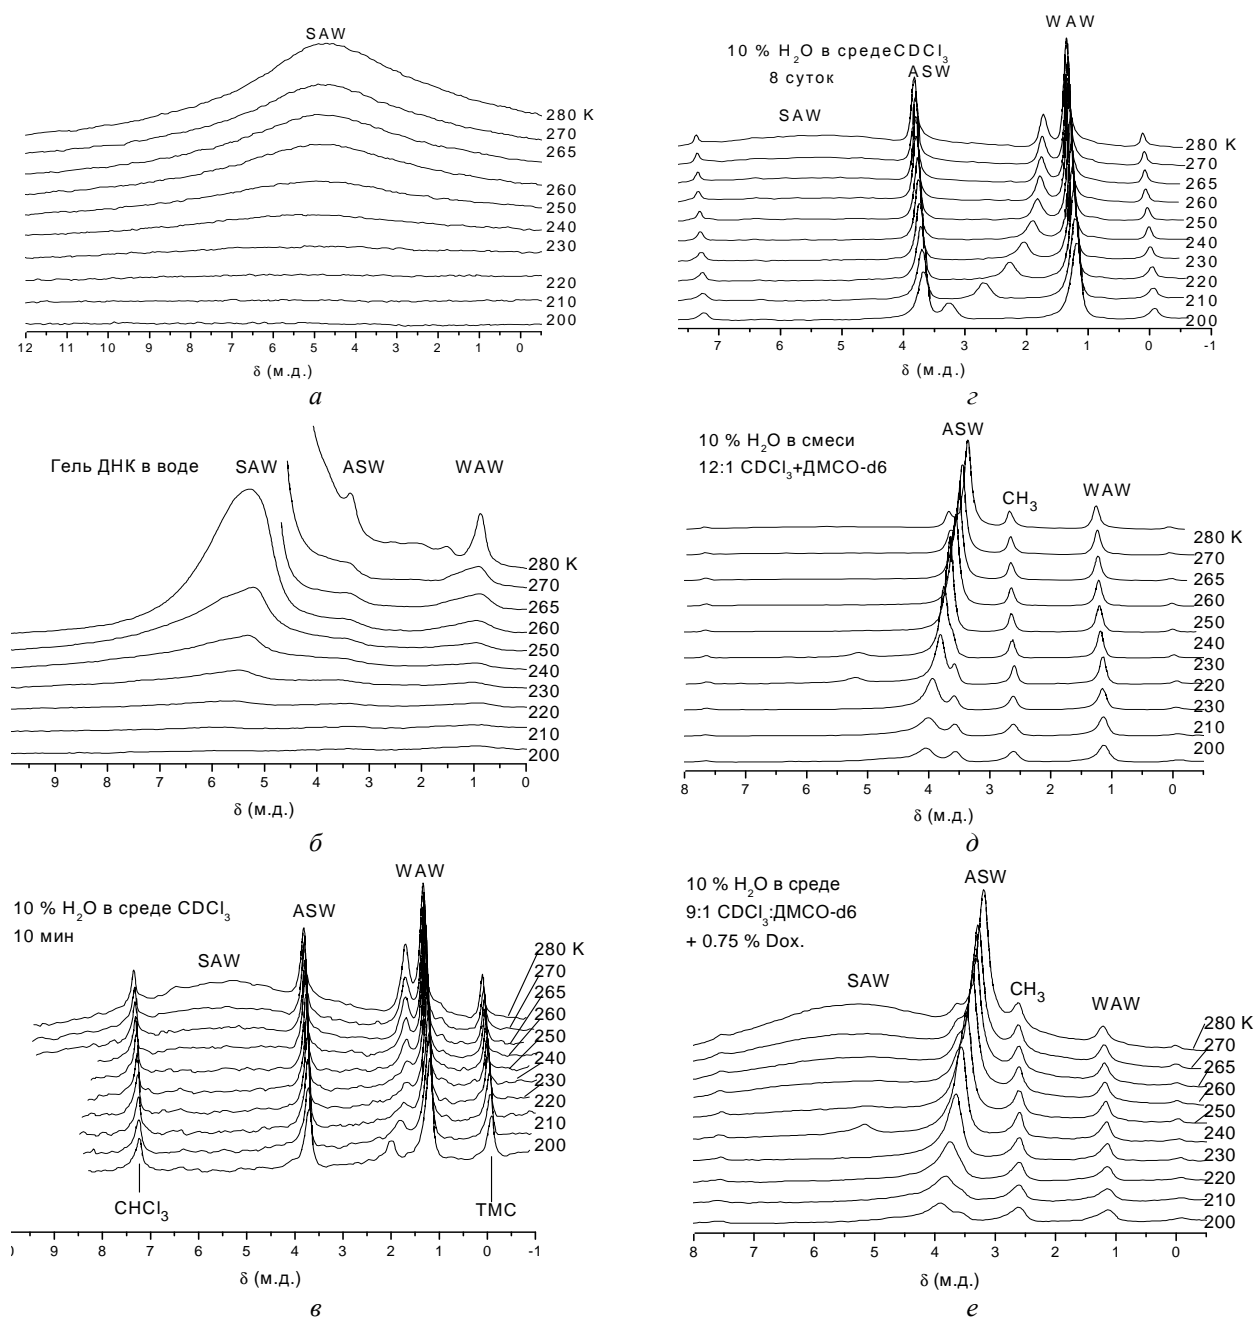 SAW
280 K
270
265
260
250
240
230
220
210
200
12 11 10 9 8 7 6 5 4 3 2 1 0
δ (м.д.)
а
Гель ДНК в воде
SAW ASW WAW
280 K
270
265
260
250
240
230
220
210
200
9 8 7 6 5 4 3 2 1 0
δ (м.д.)
б
WAW
10 % H2O в среде CDCl3
ASW
10 мин
SAW
280 K
270
265
260
250
240
230
220
210
200
CHCl3
ТМС
9 8 7 6 5 4 3 2 1 0 -1
δ (м.д.)
в
WAW
10 % H2O в среде CDCl3
8 суток
ASW
SAW
280 K
270
265
260
250
240
230
220
210
200
7 6 5 4 3 2 1 0 -1
δ (м.д.)
г
ASW
10 % H2O в смеси
12:1 CDCl3+ДМСО-d6
CH3
WAW
280 K
270
265
260
250
240
230
220
230
210
200
8 7 6 5 4 3 2 1 0
δ (м.д.)
д
ASW
10 % H2O в среде
9:1 CDCl3:ДМСО-d6
+ 0.75 % Dox.
SAW
CH3
WAW
280 K
270
265
260
250
240
230
220
210
200
8 7 6 5 4 3 2 1 0
δ (м.д.)
е